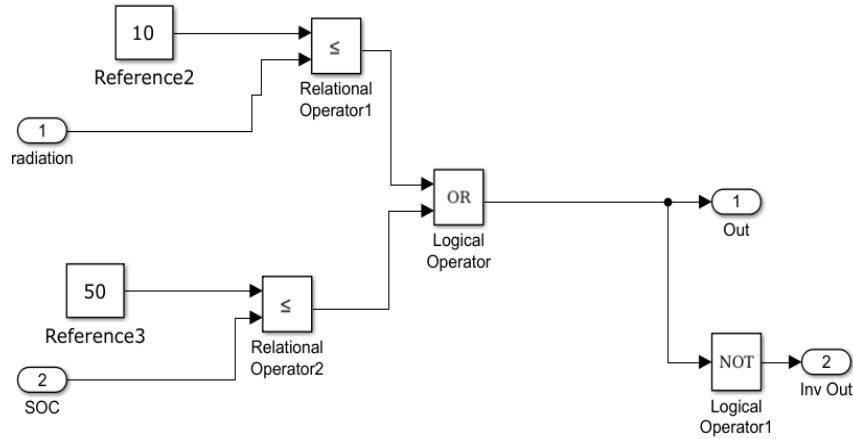 10
Reference2
≤
Relational
Operator1
1
radiation
OR
Logical
Operator
1
Out
50
Reference3
≤
Relational
Operator2
2
SOC
NOT
Logical
Operator1
2
Inv Out